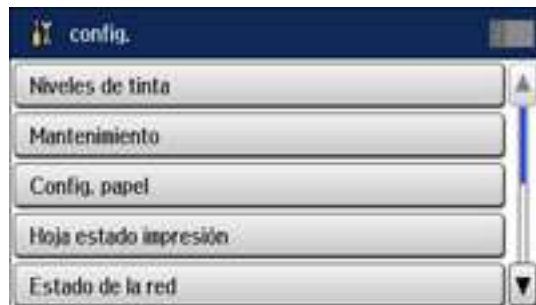 config.
Niveles de tinta
Mantenimiento
Config. papel
Hoja estado impresión
Estado de la red